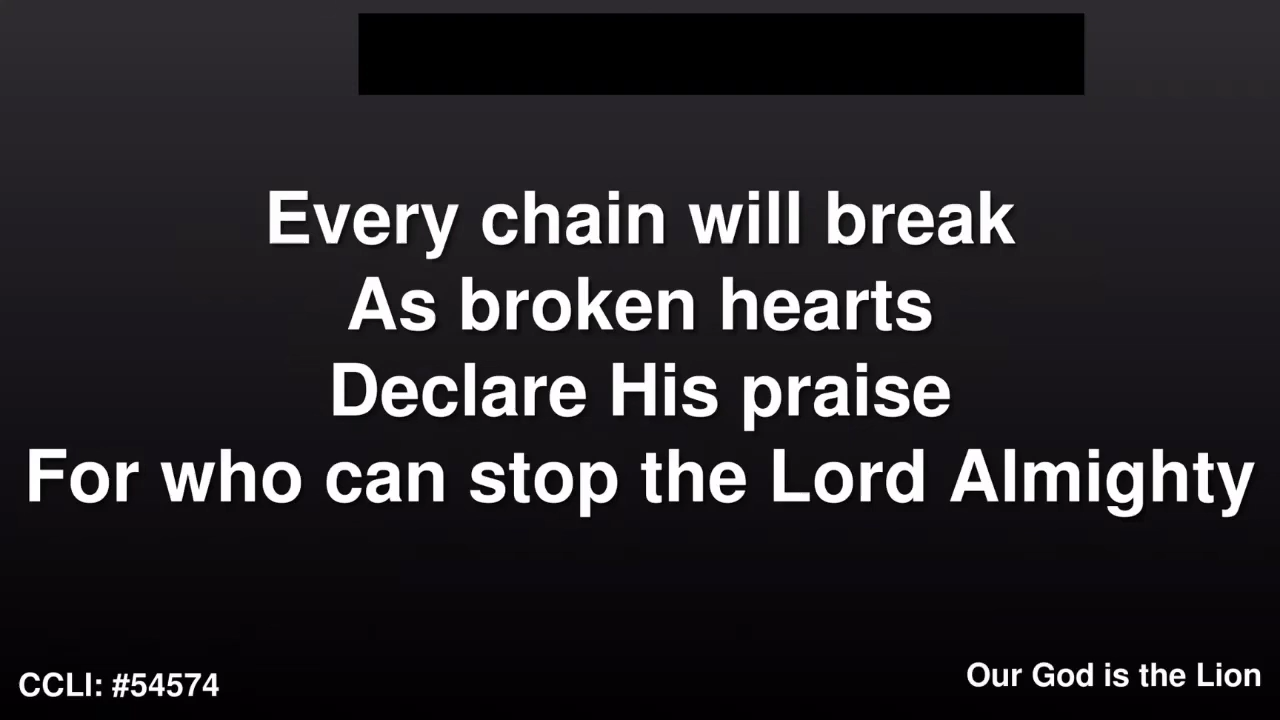 Every chain will break
As broken hearts
Declare His praise
For who can stop the Lord Almighty
CCLI: #54574
Our God is the Lion